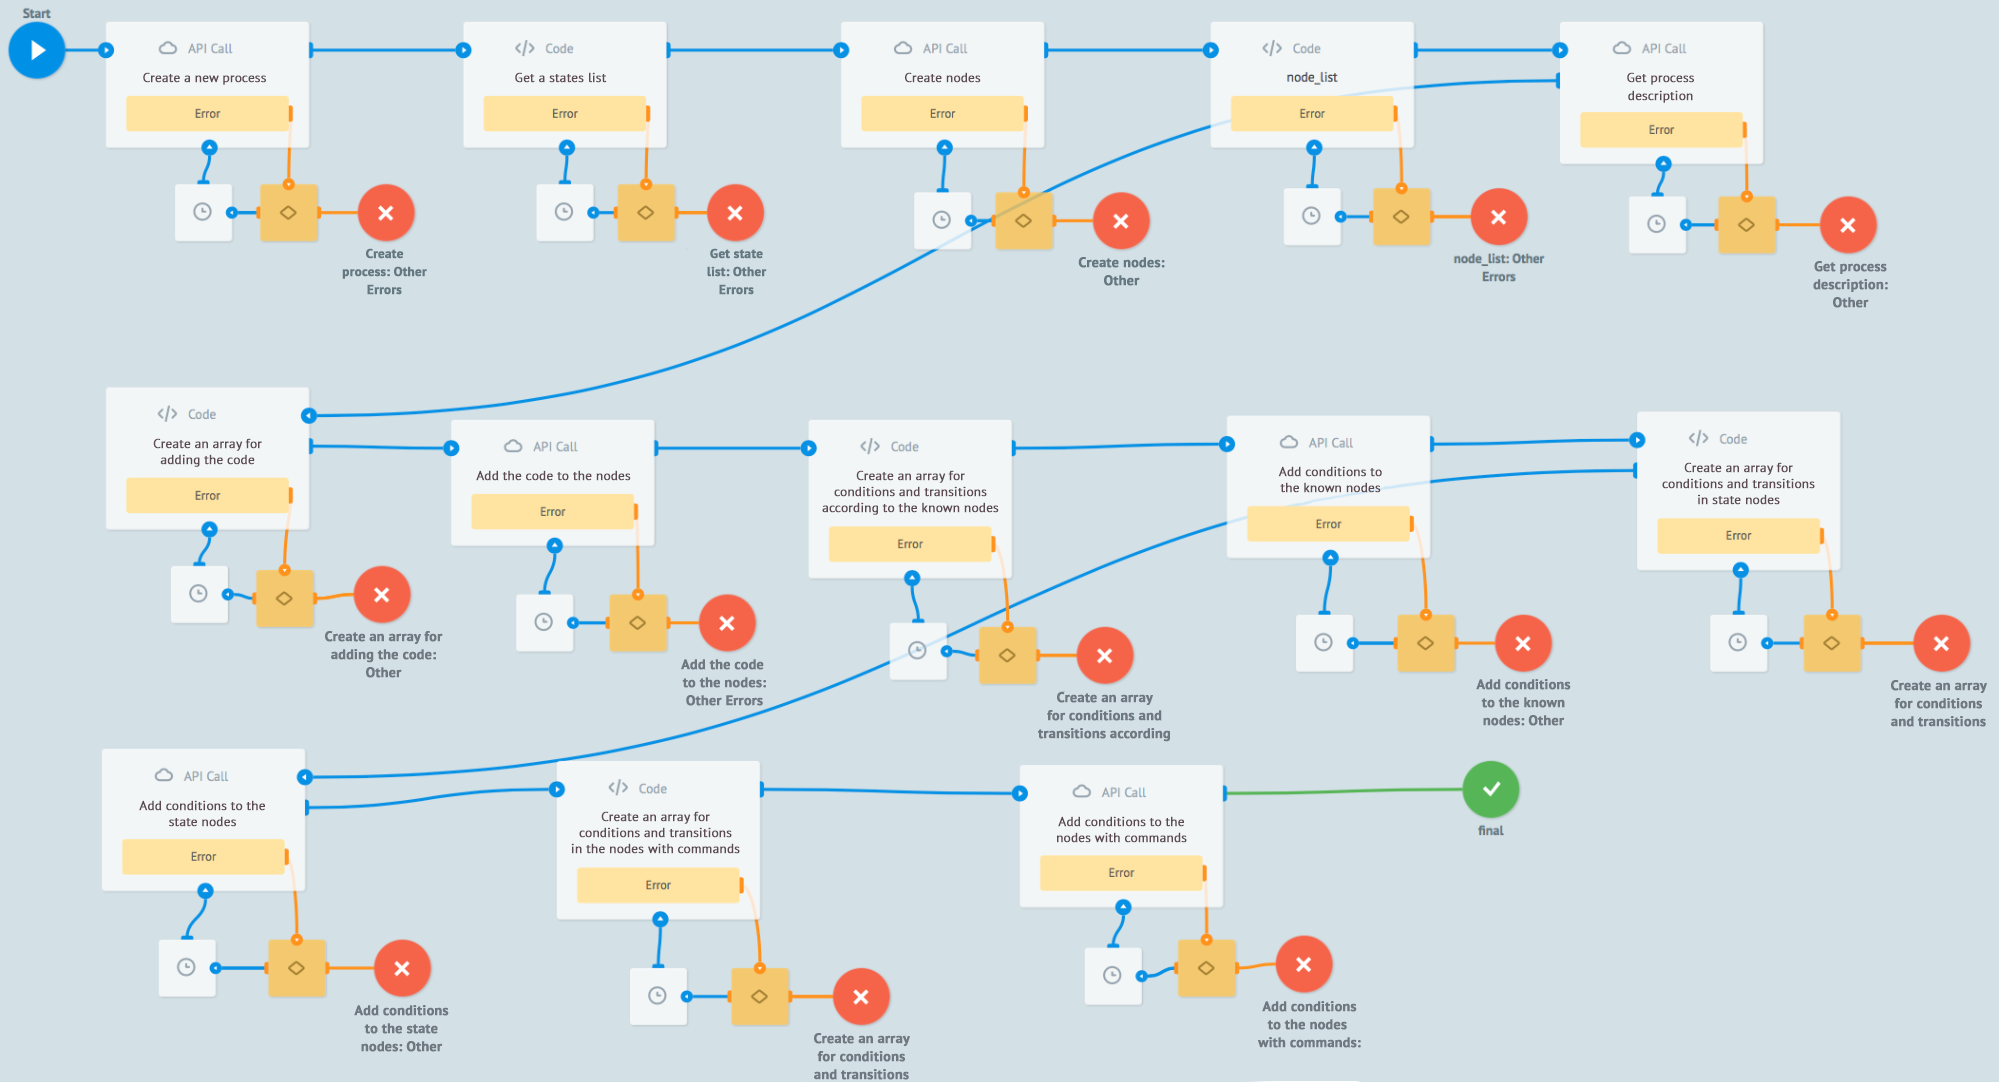 Start
API Call
Create a new process
Error
Create
process: Other
Errors
Code
Get a states list
Error
Get state
list: Other
Errors
API Call
Create nodes
Error
Create nodes:
Other
Code
node_list
Error
node_list: Other
Errors
API Call
Get process
description
Error
Get process
description:
Other
Code
Create an array for
adding the code
Error
Create an array for
adding the code:
Other
API Call
Add the code to the nodes
Error
Add the code
to the nodes:
Other Errors
Code
Create an array for
conditions and transitions
according to the known nodes
Error
Create an array
for conditions and
transitions according
API Call
Add conditions to
the known nodes
Error
Add conditions
to the known
nodes: Other
Code
Create an array for
conditions and transitions
in state nodes
Error
Create an array
for conditions
and transitions
API Call
Add conditions to the
state nodes
Error
Add conditions
to the state
nodes: Other
Code
Create an array for
conditions and transitions
in the nodes with commands
Error
Create an array
for conditions
and transitions
API Call
Add conditions to the
nodes with commands
Error
Add conditions
to the nodes
with commands:
final